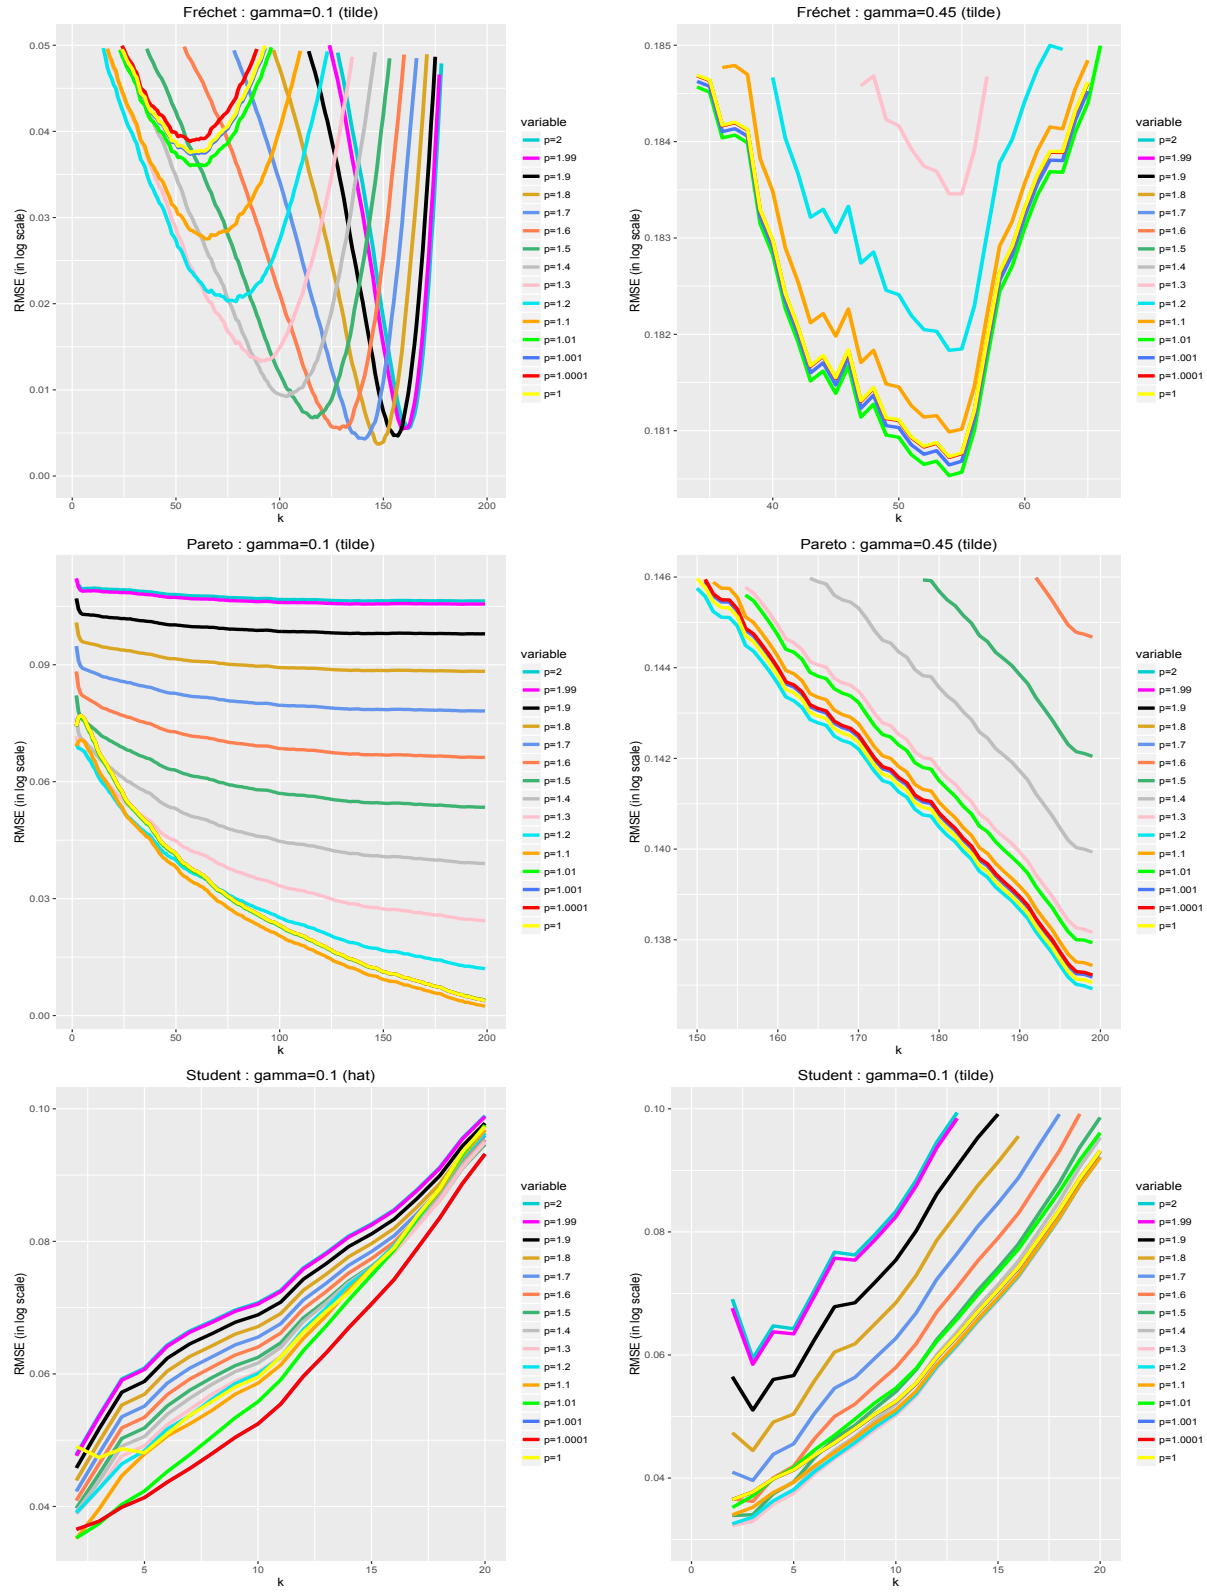 Fréchet : gamma=0.1 (tilde)
RMSE (in log scale)
0.05
0.04
0.03
0.02
0.01
0.00
0 50 100 150 200
k
variable
p=2
p=1.99
p=1.9
p=1.8
p=1.7
p=1.6
p=1.5
p=1.4
p=1.3
p=1.2
p=1.1
p=1.01
p=1.001
p=1.0001
p=1
Fréchet : gamma=0.45 (tilde)
RMSE (in log scale)
0.185
0.184
0.183
0.182
0.181
40 50 60
k
variable
p=2
p=1.99
p=1.9
p=1.8
p=1.7
p=1.6
p=1.5
p=1.4
p=1.3
p=1.2
p=1.1
p=1.01
p=1.001
p=1.0001
p=1
Pareto : gamma=0.1 (tilde)
RMSE (in log scale)
0.09
0.06
0.03
0.00
0 50 100 150 200
k
variable
p=2
p=1.99
p=1.9
p=1.8
p=1.7
p=1.6
p=1.5
p=1.4
p=1.3
p=1.2
p=1.1
p=1.01
p=1.001
p=1.0001
p=1
Pareto : gamma=0.45 (tilde)
RMSE (in log scale)
0.146
0.144
0.142
0.140
0.138
150 160 170 180 190 200
k
variable
p=2
p=1.99
p=1.9
p=1.8
p=1.7
p=1.6
p=1.5
p=1.4
p=1.3
p=1.2
p=1.1
p=1.01
p=1.001
p=1.0001
p=1
Student : gamma=0.1 (hat)
RMSE (in log scale)
0.10
0.08
0.06
0.04
5 10 15 20
k
variable
p=2
p=1.99
p=1.9
p=1.8
p=1.7
p=1.6
p=1.5
p=1.4
p=1.3
p=1.2
p=1.1
p=1.01
p=1.001
p=1.0001
p=1
Student : gamma=0.1 (tilde)
RMSE (in log scale)
0.10
0.08
0.06
0.04
0 5 10 15 20
k
variable
p=2
p=1.99
p=1.9
p=1.8
p=1.7
p=1.6
p=1.5
p=1.4
p=1.3
p=1.2
p=1.1
p=1.01
p=1.001
p=1.0001
p=1